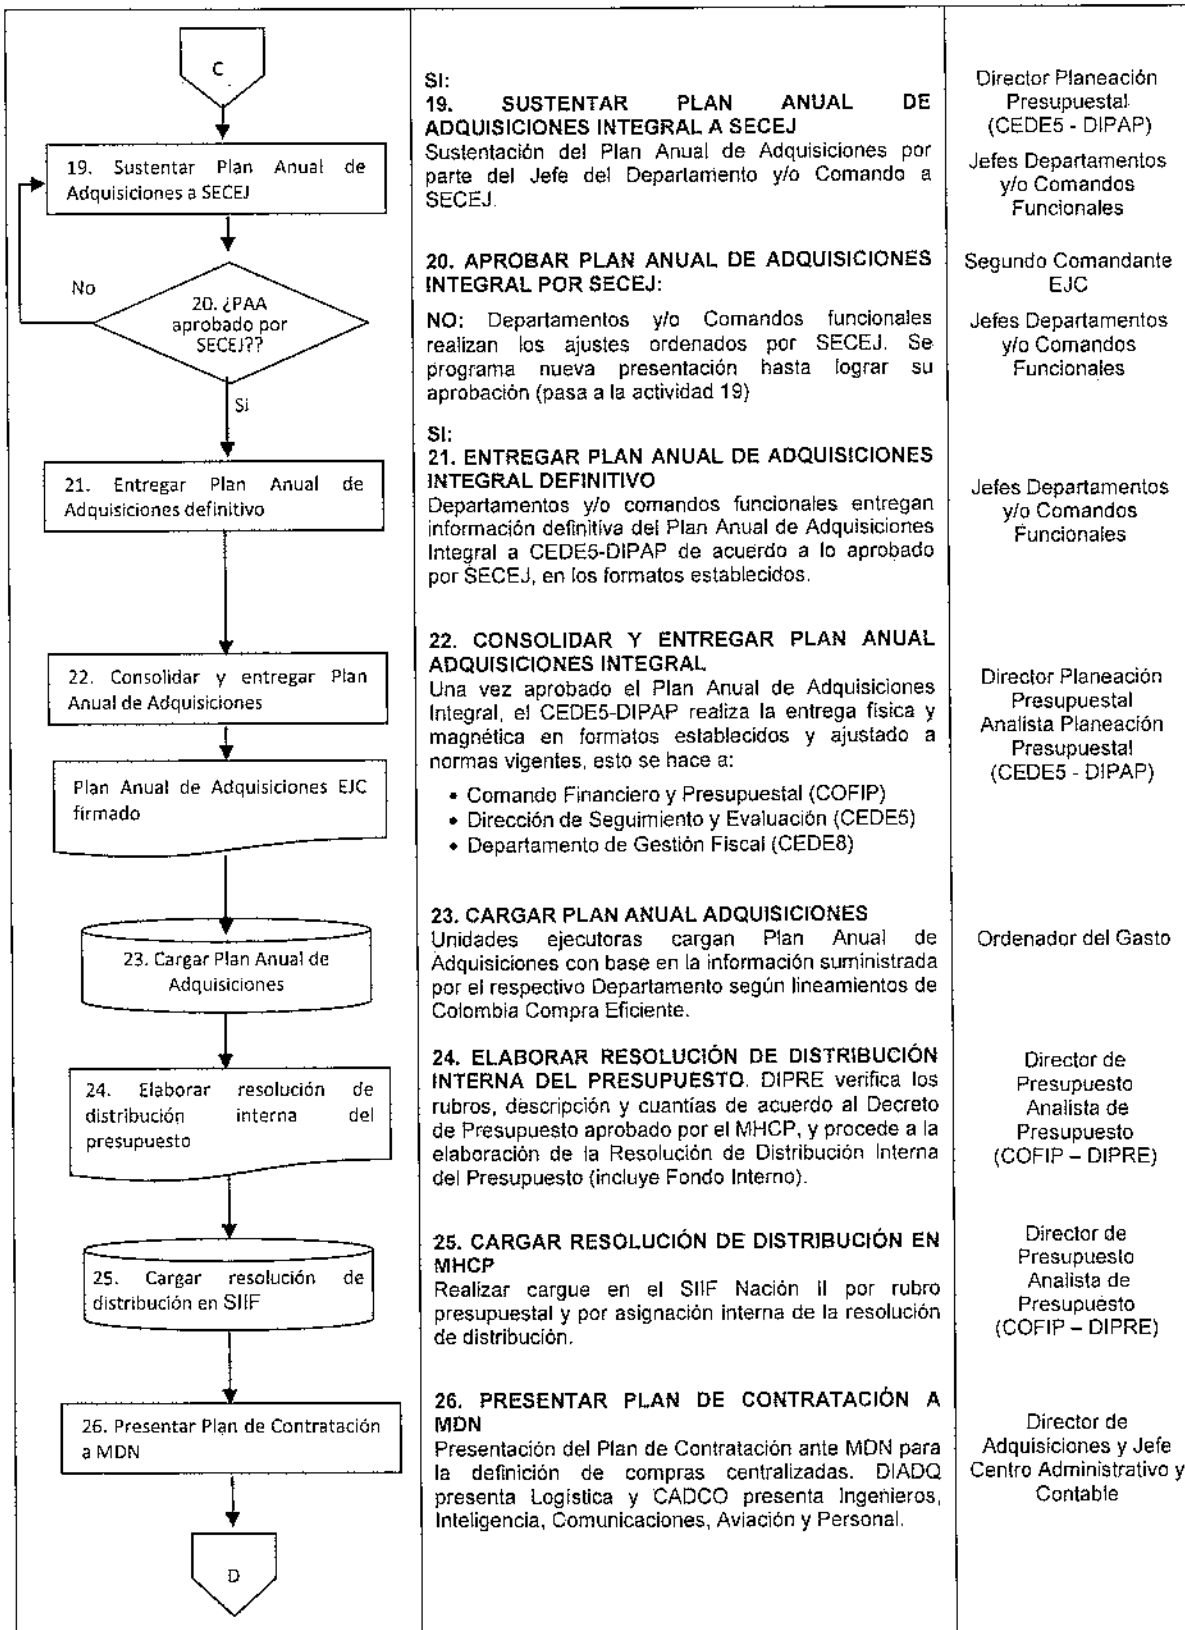 C
19. Sustentar Plan Anual de
Adquisiciones a SECEJ
No
20. ¿PAA
aprobado por
SECEJ??
Si
21. Entregar Plan Anual de
Adquisiciones definitivo
22. Consolidar y entregar Plan
Anual de Adquisiciones
Plan Anual de Adquisiciones EJC
firmado
23. Cargar Plan Anual de
Adquisiciones
24. Elaborar resolución de
distribución interna del
presupuesto
25. Cargar resolución de
distribución en SIIF
26. Presentar Plan de Contratación
a MDN
D
SI:
19. SUSTENTAR PLAN ANUAL DE
ADQUISICIONES INTEGRAL A SECEJ
Sustentación del Plan Anual de Adquisiciones por
parte del Jefe del Departamento y/o Comando a
SECEJ.
20. APROBAR PLAN ANUAL DE ADQUISICIONES
INTEGRAL POR SECEJ:
NO: Departamentos y/o Comandos funcionales
realizan los ajustes ordenados por SECEJ. Se
programa nueva presentación hasta lograr su
aprobación (pasa a la actividad 19)
SI:
21. ENTREGAR PLAN ANUAL DE ADQUISICIONES
INTEGRAL DEFINITIVO
Departamentos y/o comandos funcionales entregan
información definitiva del Plan Anual de Adquisiciones
Integral a CEDE5-DIPAP de acuerdo a lo aprobado
por SECEJ, en los formatos establecidos.
22. CONSOLIDAR Y ENTREGAR PLAN ANUAL
ADQUISICIONES INTEGRAL
Una vez aprobado el Plan Anual de Adquisiciones
Integral, el CEDE5-DIPAP realiza la entrega física y
magnética en formatos establecidos y ajustado a
normas vigentes, esto se hace a:
• Comando Financiero y Presupuestal (COFIP)
• Dirección de Seguimiento y Evaluación (CEDE5)
• Departamento de Gestión Fiscal (CEDE8)
23. CARGAR PLAN ANUAL ADQUISICIONES
Unidades ejecutoras cargan Plan Anual de
Adquisiciones con base en la información suministrada
por el respectivo Departamento según lineamientos de
Colombia Compra Eficiente.
24. ELABORAR RESOLUCIÓN DE DISTRIBUCIÓN
INTERNA DEL PRESUPUESTO. DIPRE verifica los
rubros, descripción y cuantías de acuerdo al Decreto
de Presupuesto aprobado por el MHCP, y procede a la
elaboración de la Resolución de Distribución Interna
del Presupuesto (incluye Fondo Interno).
25. CARGAR RESOLUCIÓN DE DISTRIBUCIÓN EN
MHCP
Realizar cargue en el SIIF Nación II por rubro
presupuestal y por asignación interna de la resolución
de distribución.
26. PRESENTAR PLAN DE CONTRATACIÓN A
MDN
Presentación del Plan de Contratación ante MDN para
la definición de compras centralizadas. DIADQ
presenta Logística y CADCO presenta Ingenieros,
Inteligencia, Comunicaciones, Aviación y Personal.
Director Planeación
Presupuestal
(CEDE5 - DIPAP)
Jefes Departamentos
y/o Comandos
Funcionales
Segundo Comandante
EJC
Jefes Departamentos
y/o Comandos
Funcionales
Jefes Departamentos
y/o Comandos
Funcionales
Director Planeación
Presupuestal
Analista Planeación
Presupuestal
(CEDE5 - DIPAP)
Ordenador del Gasto
Director de
Presupuesto
Analista de
Presupuesto
(COFIP – DIPRE)
Director de
Presupuesto
Analista de
Presupuesto
(COFIP – DIPRE)
Director de
Adquisiciones y Jefe
Centro Administrativo y
Contable